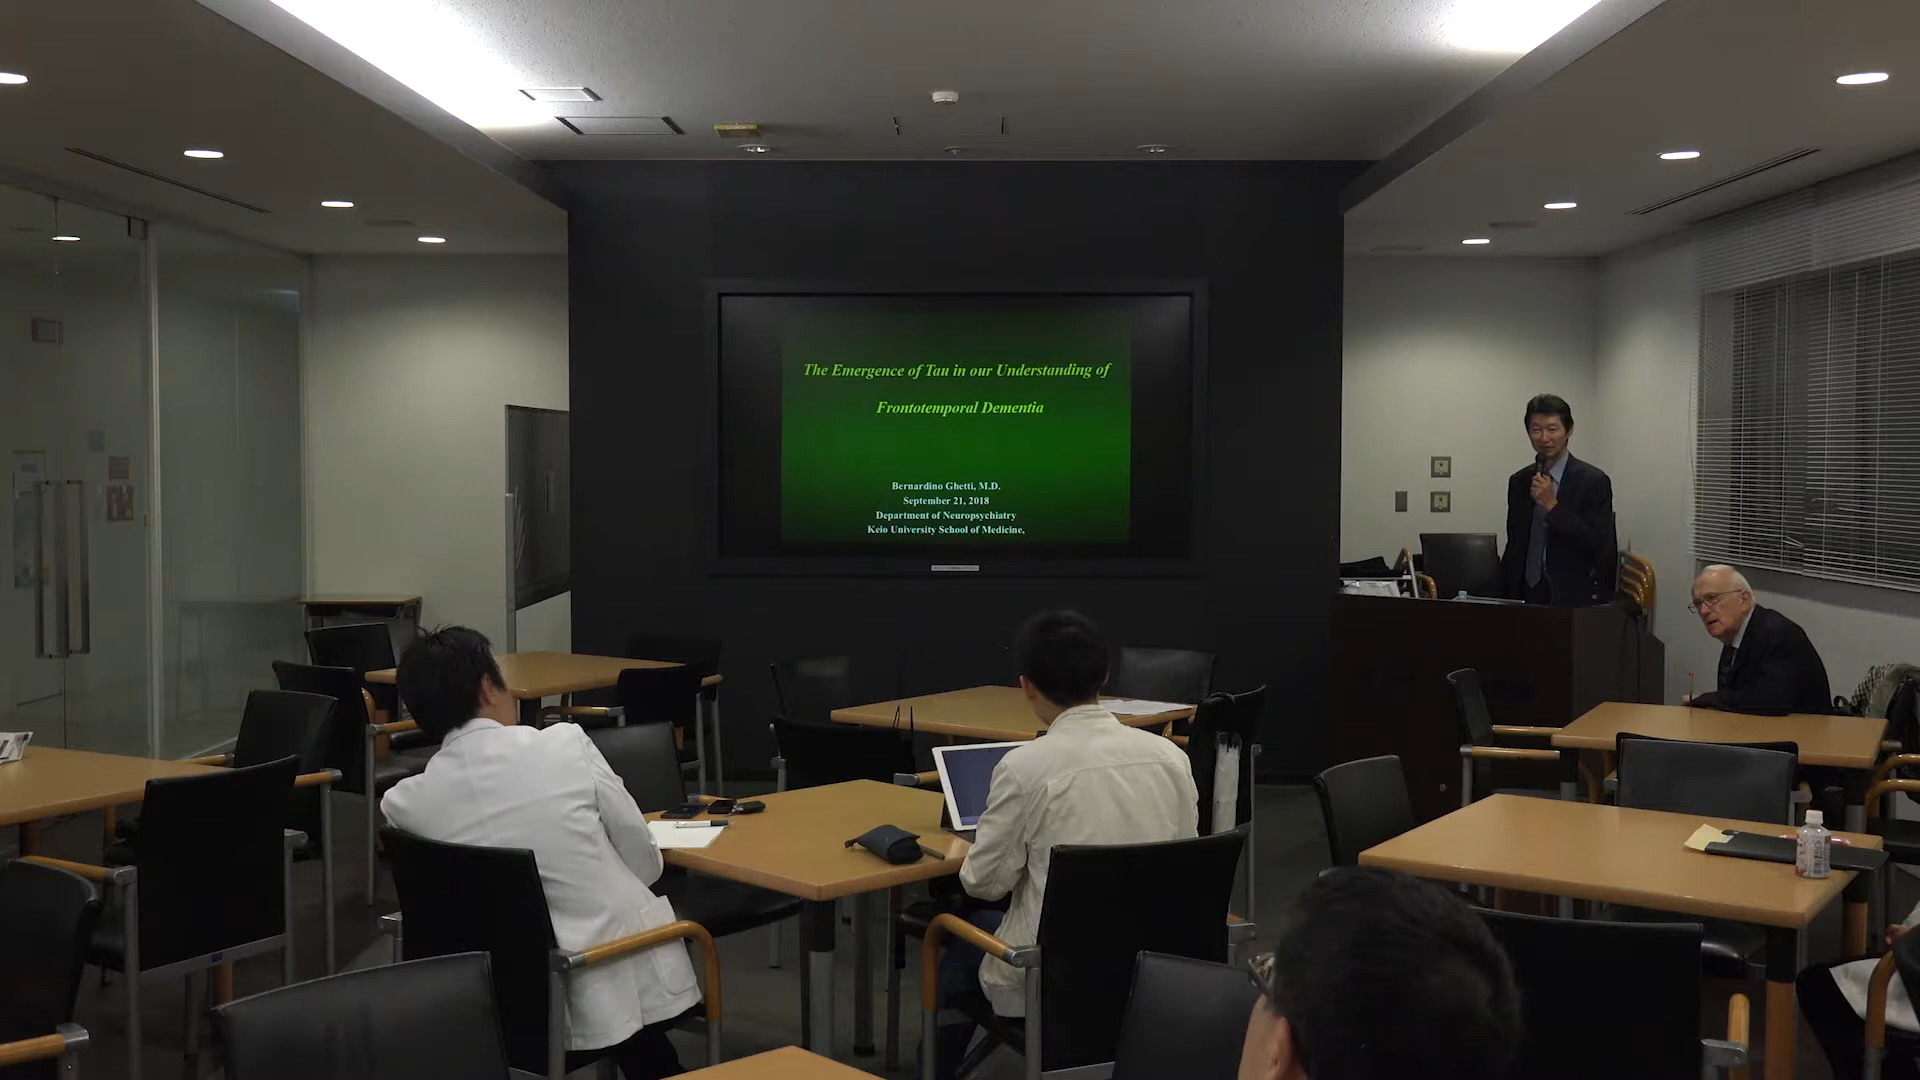 The Emergence of Tau in our Understanding of
Frontotemporal Dementia
Bernardino Ghetti, M.D.
September 21, 2018
Department of Neuropsychiatry
Keio University School of Medicine,